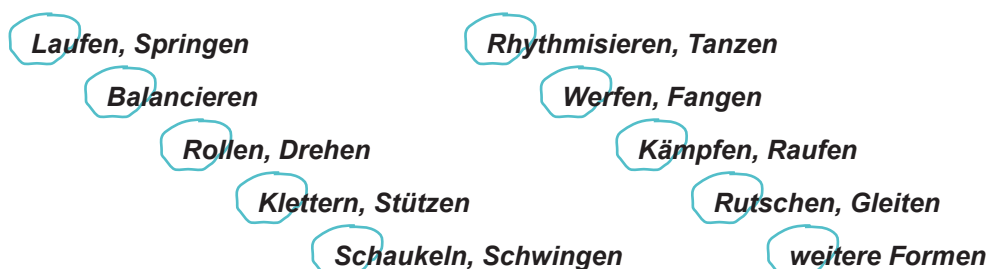 Laufen, Springen
Balancieren
Rollen, Drehen
Klettern, Stützen
Schaukeln, Schwingen
Rhythmisieren, Tanzen
Werfen, Fangen
Kämpfen, Raufen
Rutschen, Gleiten
weitere Formen